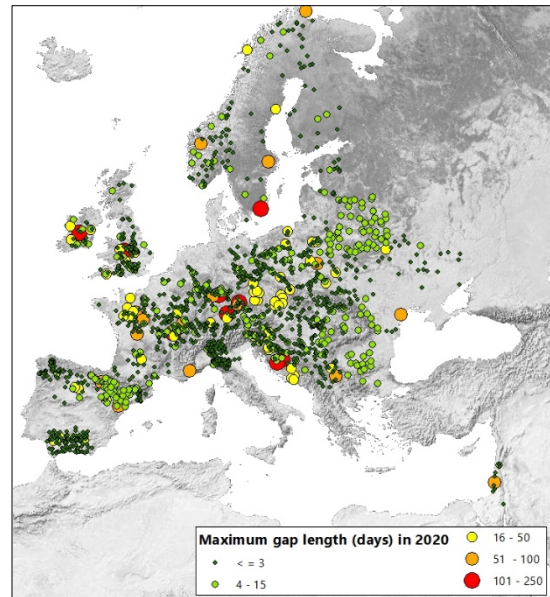 Maximum gap length (days) in 2020
< = 3
4 - 15
16 - 50
51 - 100
101 - 250